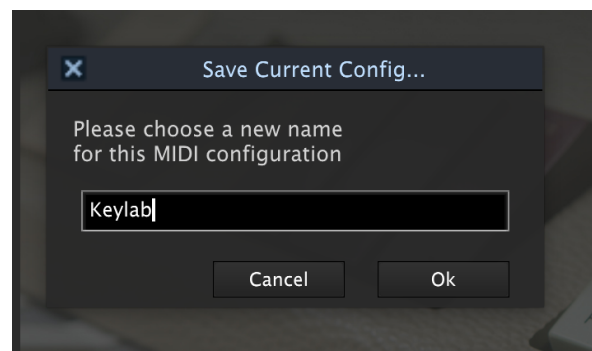 Save Current Config...
Please choose a new name
for this MIDI configuration
Keylab
Cancel
Ok